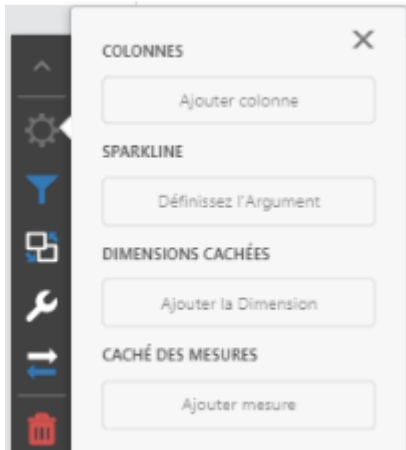 COLONNES
Ajouter colonne
SPARKLINE
Définissez l'Argument
DIMENSIONS CACHÉES
Ajouter la Dimension
CACHÉ DES MESURES
Ajouter mesure